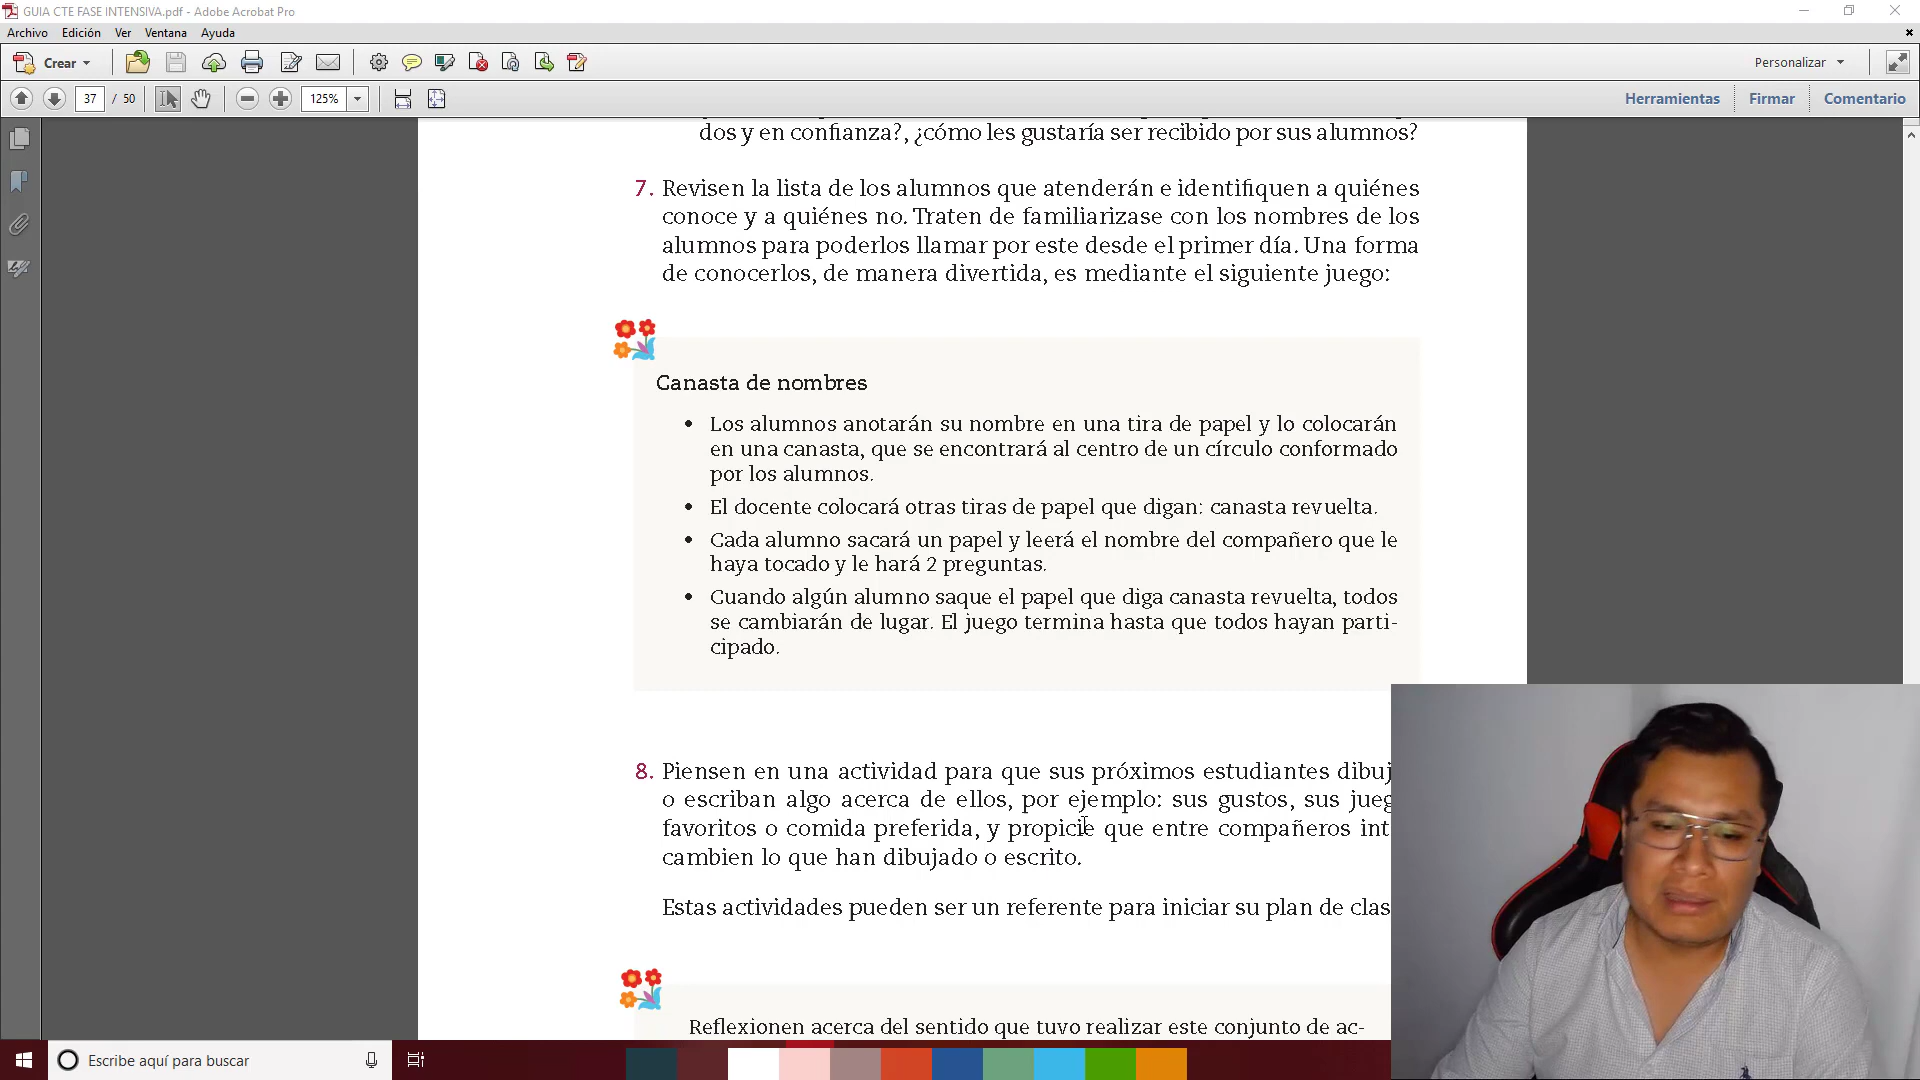 GUIA CTE FASE INTENSIVA.pdf - Adobe Acrobat Pro
Archivo Edición Ver Ventana Ayuda
Crear
Personalizar
37 / 50
125%
Herramientas Firmar Comentario
dos y en confianza?, ¿cómo les gustaría ser recibido por sus alumnos?
7. Revisen la lista de los alumnos que atenderán e identifiquen a quiénes
conoce y a quiénes no. Traten de familiarizase con los nombres de los
alumnos para poderlos llamar por este desde el primer día. Una forma
de conocerlos, de manera divertida, es mediante el siguiente juego:
Canasta de nombres
• Los alumnos anotarán su nombre en una tira de papel y lo colocarán
en una canasta, que se encontrará al centro de un círculo conformado
por los alumnos.
• El docente colocará otras tiras de papel que digan: canasta revuelta.
• Cada alumno sacará un papel y leerá el nombre del compañero que le
haya tocado y le hará 2 preguntas.
• Cuando algún alumno saque el papel que diga canasta revuelta, todos
se cambiarán de lugar. El juego termina hasta que todos hayan parti-
cipado.
8. Piensen en una actividad para que sus próximos estudiantes dibuj
o escriban algo acerca de ellos, por ejemplo: sus gustos, sus jueg
favoritos o comida preferida, y propicie que entre compañeros int
cambien lo que han dibujado o escrito.
Estas actividades pueden ser un referente para iniciar su plan de clas
Reflexionen acerca del sentido que tuvo realizar este conjunto de ac-
Escribe aquí para buscar